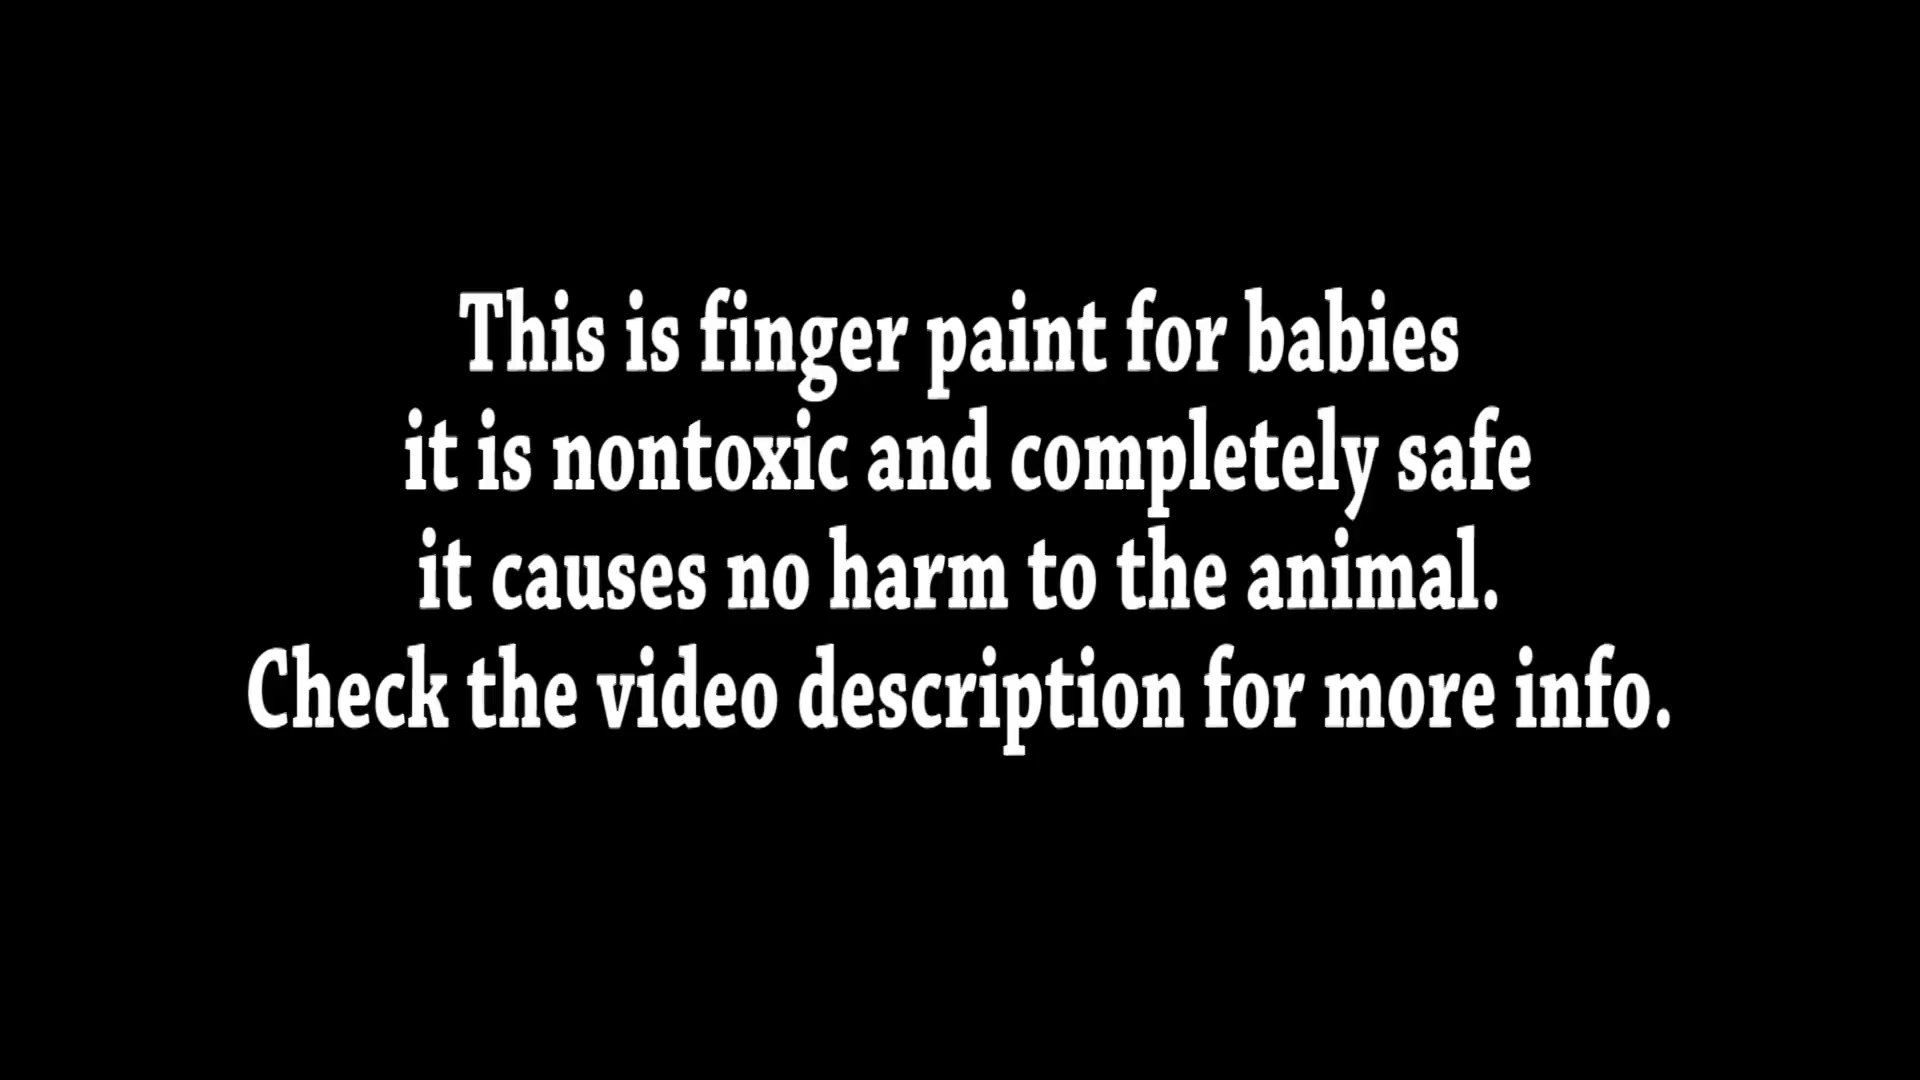 This is finger paint for babies
it is nontoxic and completely safe
it causes no harm to the animal.
Check the video description for more info.